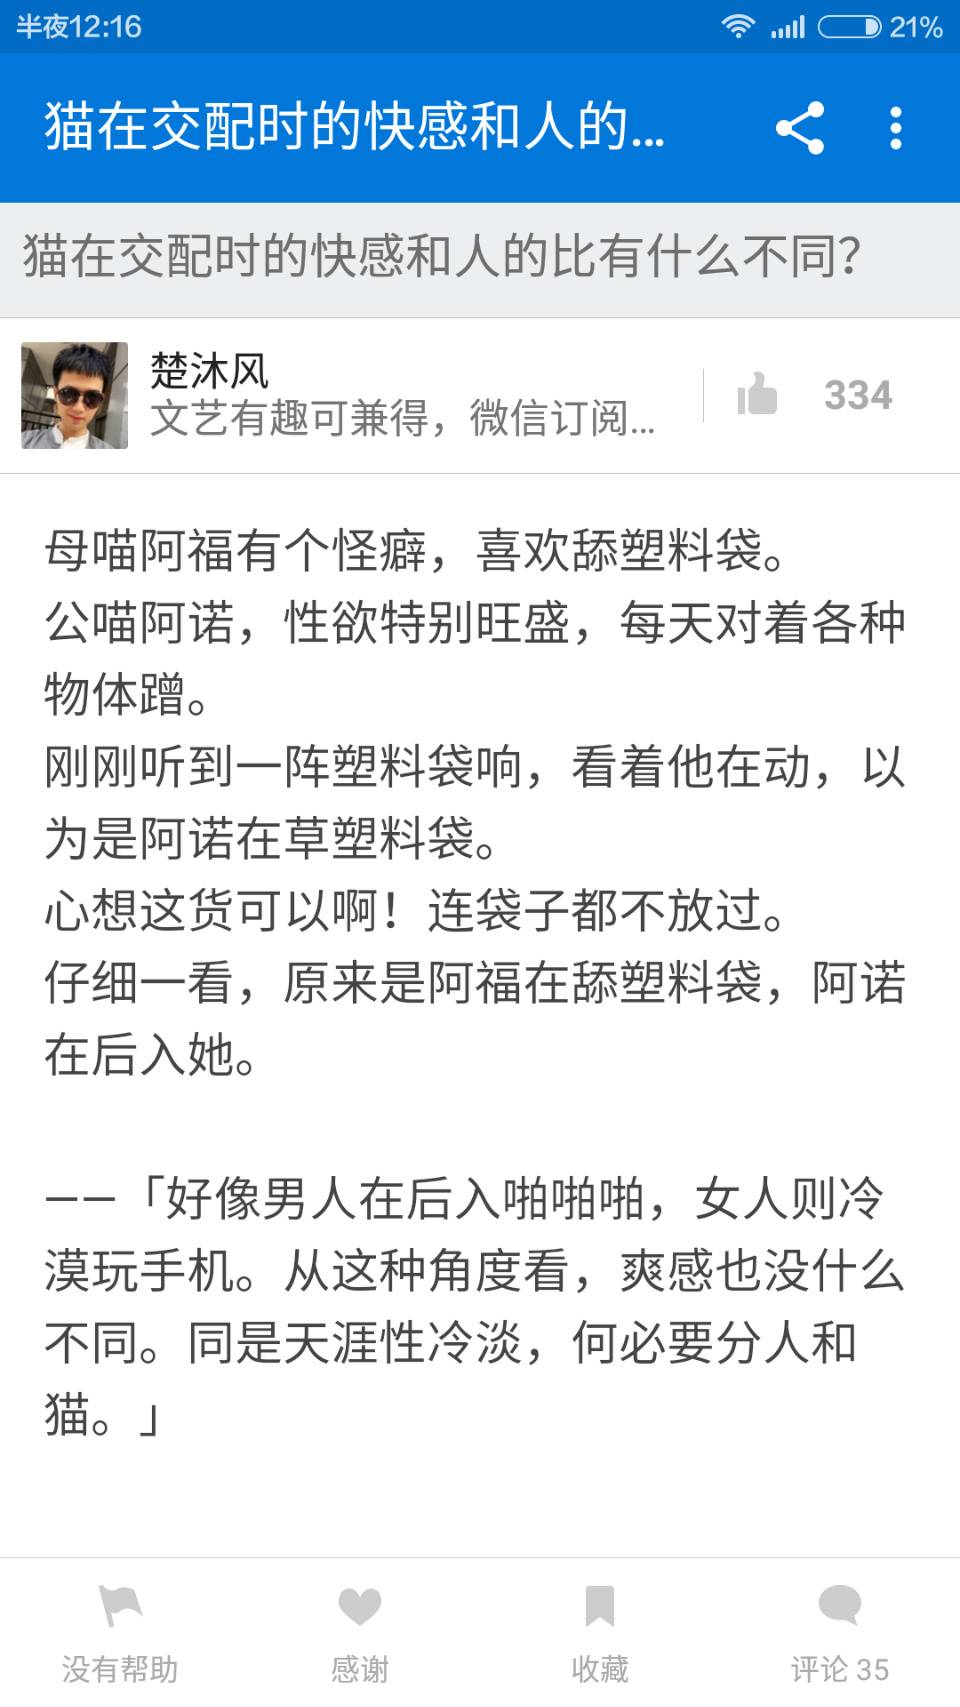 半夜12:16 21%
猫在交配时的快感和人的...
猫在交配时的快感和人的比有什么不同？
楚沐风
文艺有趣可兼得，微信订阅...
334
母喵阿福有个怪癖，喜欢舔塑料袋。
公喵阿诺，性欲特别旺盛，每天对着各种
物体蹭。
刚刚听到一阵塑料袋响，看着他在动，以
为是阿诺在草塑料袋。
心想这货可以啊！连袋子都不放过。
仔细一看，原来是阿福在舔塑料袋，阿诺
在后入她。
——「好像男人在后入啪啪啪，女人则冷
漠玩手机。从这种角度看，爽感也没什么
不同。同是天涯性冷淡，何必要分人和
猫。」
没有帮助 感谢 收藏 评论 35